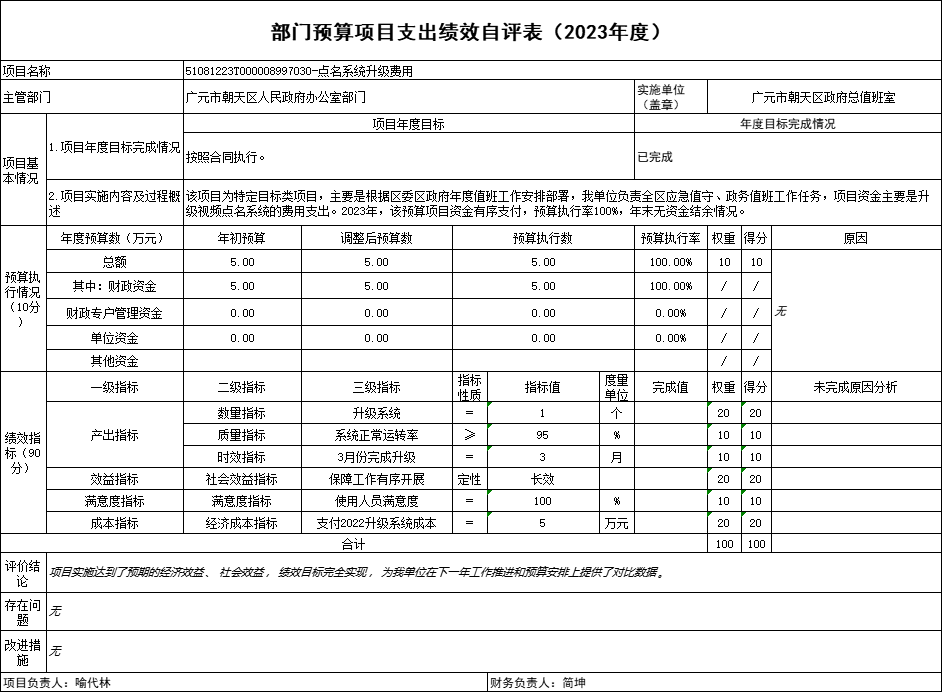 部门预算项目支出绩效自评表（2023年度）
项目名称 51081223T000008997030-点名系统升级费用
主管部门 广元市朝天区人民政府办公室部门 实施单位（盖章） 广元市朝天区政府总值班室
项目基本情况 1.项目年度目标完成情况 项目年度目标 年度目标完成情况
按照合同执行。 已完成
2.项目实施内容及过程概述 该项目为特定目标类项目，主要是根据区委区政府年度值班工作安排部署，我单位负责全区应急值守、政务值班工作任务，项目资金主要是升
级视频点名系统的费用支出。2023年，该预算项目资金有序支付，预算执行率100%，年末无资金结余情况。
预算执行情况（10分） 年度预算数（万元） 年初预算 调整后预算数 预算执行数 预算执行率 权重 得分 原因
总额 5.00 5.00 5.00 100.00% 10 10 无
其中：财政资金 5.00 5.00 5.00 100.00% / /
财政专户管理资金 0.00 0.00 0.00 0.00% / /
单位资金 0.00 0.00 0.00 0.00% / /
其他资金 / /
绩效指标（90分） 一级指标 二级指标 三级指标 指标性质 指标值 度量单位 完成值 权重 得分 未完成原因分析
产出指标 数量指标 升级系统 ＝ 1 个 20 20
质量指标 系统正常运转率 ≥ 95 % 10 10
时效指标 3月份完成升级 ＝ 3 月 10 10
效益指标 社会效益指标 保障工作有序开展 定性 长效 20 20
满意度指标 满意度指标 使用人员满意度 ＝ 100 % 10 10
成本指标 经济成本指标 支付2022升级系统成本 ＝ 5 万元 20 20
合计 100 100
评价结论 项目实施达到了预期的经济效益、社会效益，绩效目标完全实现，为我单位在下一年工作推进和预算安排上提供了对比数据。
存在问题 无
改进措施 无
项目负责人：喻代林 财务负责人：简坤